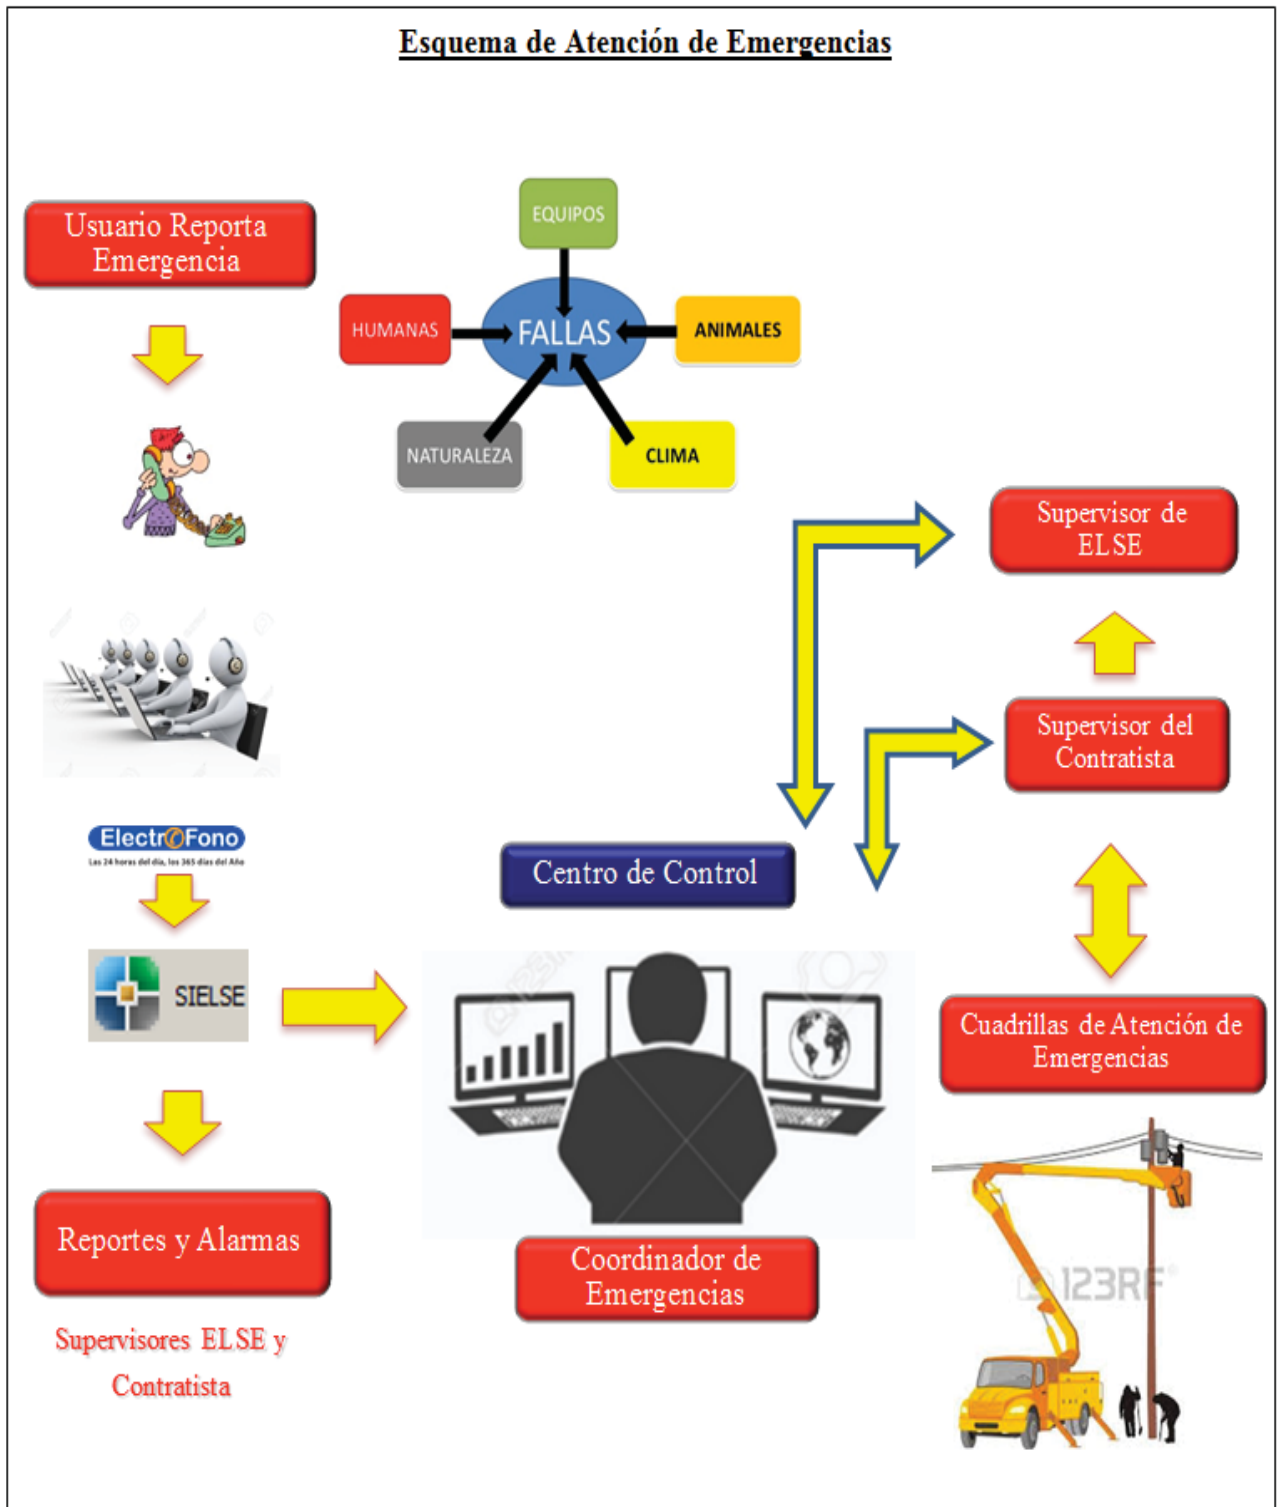 Esquema de Atención de Emergencias
Usuario Reporta
Emergencia
EQUIPOS
HUMANAS
FALLAS
ANIMALES
NATURALEZA
CLIMA
Supervisor de
ELSE
Supervisor del
Contratista
ElectroFono
Las 24 horas del día, los 365 días del Año
Centro de Control
SIELSE
123RF
Cuadrillas de Atención de
Emergencias
Reportes y Alarmas
Coordinador de
Emergencias
123RF
Supervisores ELSE y
Contratista